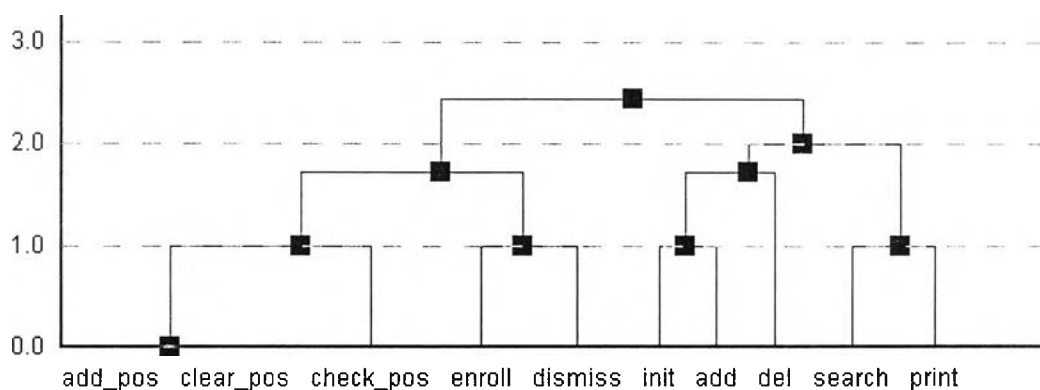 3.0
2.0
1.0
0.0
add_pos clear_pos check_pos enroll dismiss init add del search print